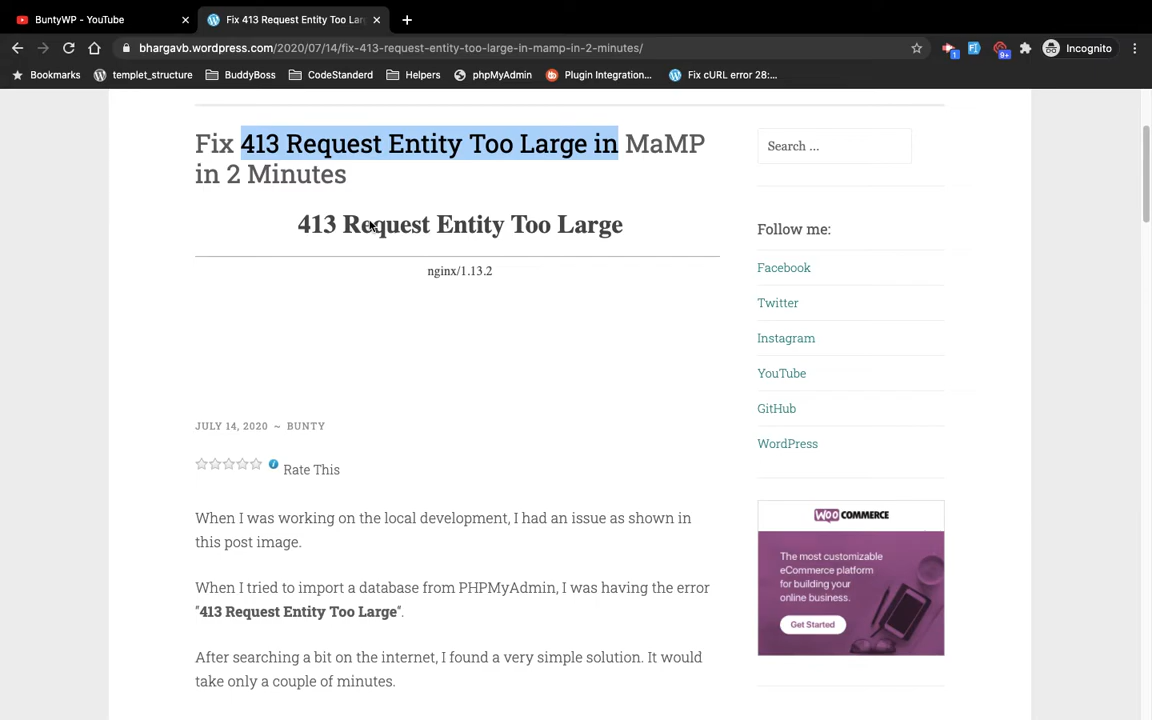 BuntyWP - YouTube
Fix 413 Request Entity Too Lar
bhargavb.wordpress.com/2020/07/14/fix-413-request-entity-too-large-in-mamp-in-2-minutes/
1
9+
Incognito
Bookmarks
templet_structure
BuddyBoss
CodeStanderd
Helpers
phpMyAdmin
Plugin Integration...
Fix cURL error 28:...
Fix 413 Request Entity Too Large in MaMP
in 2 Minutes
413 Request Entity Too Large
nginx/1.13.2
JULY 14, 2020 ~ BUNTY
Rate This
When I was working on the local development, I had an issue as shown in
this post image.
When I tried to import a database from PHPMyAdmin, I was having the error
"413 Request Entity Too Large“.
After searching a bit on the internet, I found a very simple solution. It would
take only a couple of minutes.
Search ...
Follow me:
Facebook
Twitter
Instagram
YouTube
GitHub
WordPress
WOO COMMERCE
The most customizable
eCommerce platform
for building your
online business.
Get Started